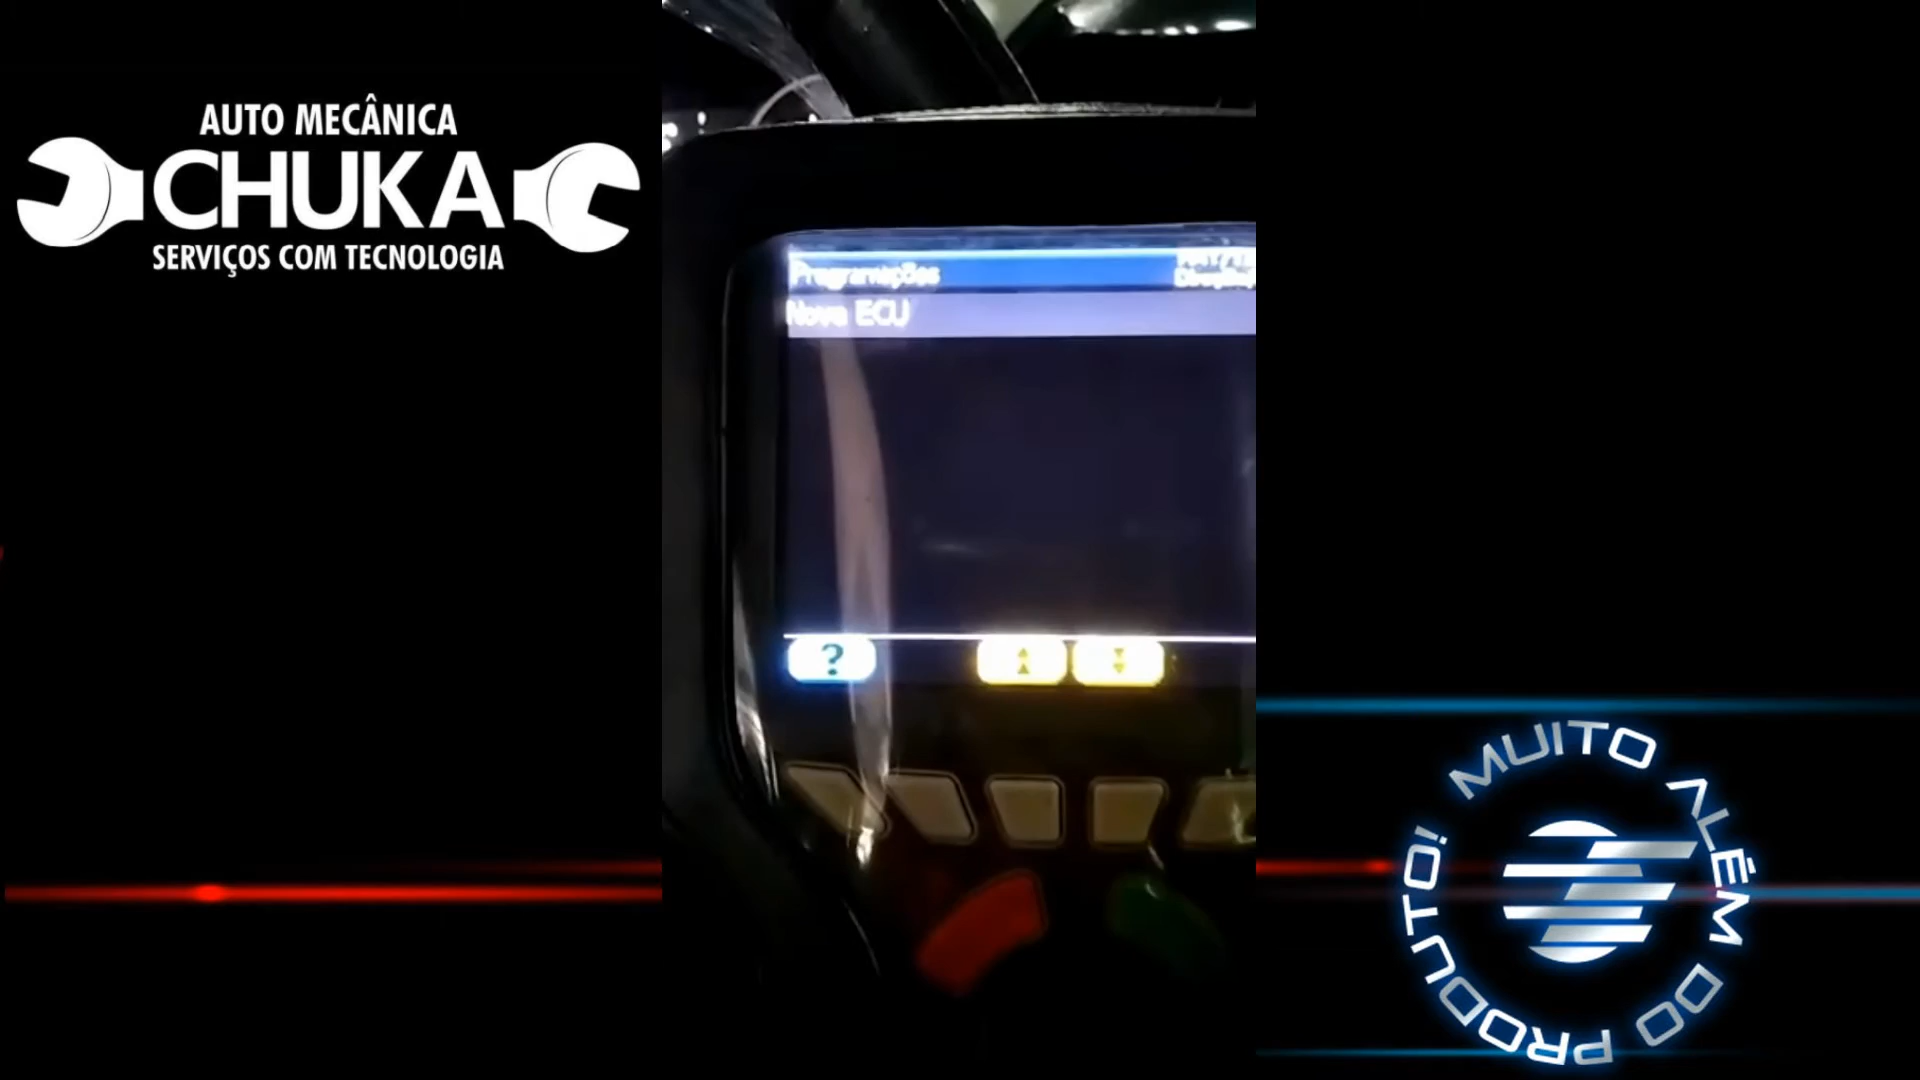 AUTO MECÂNICA
CHUKA
SERVIÇOS COM TECNOLOGIA
Programações
Nova ECU
?
MUITO ALÉM DO PRODUTO!